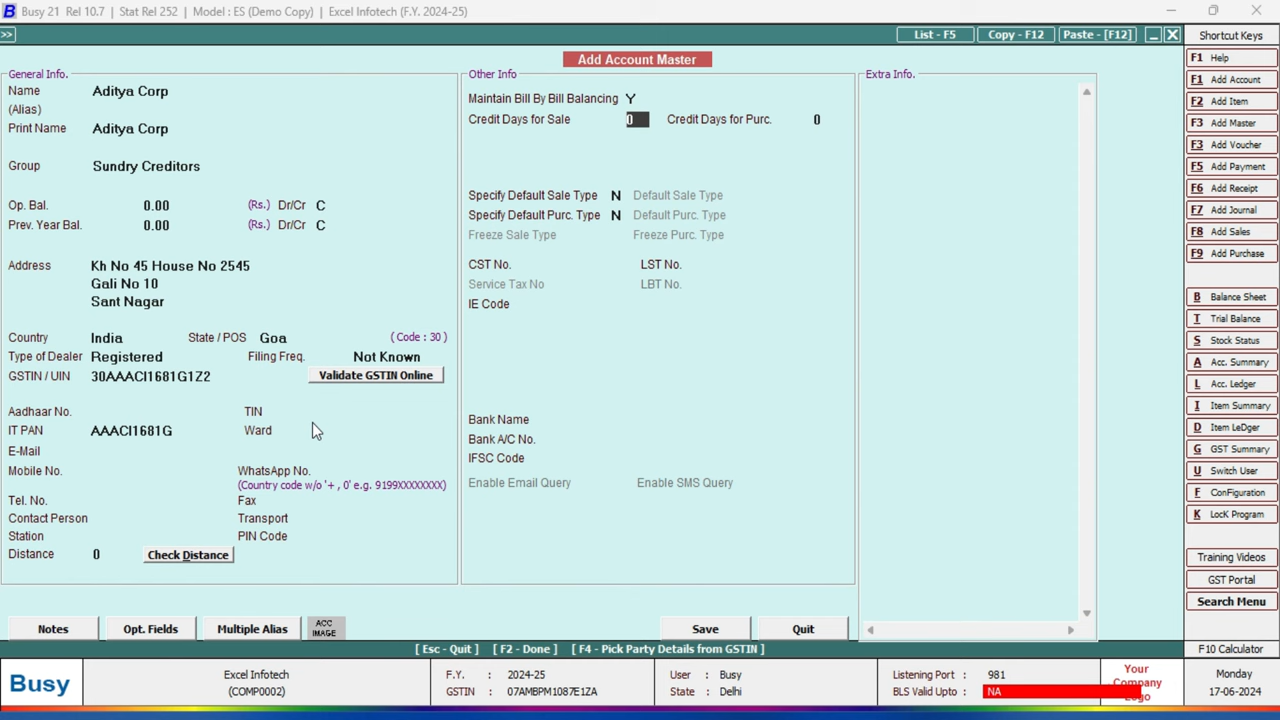 Busy 21 Rel 10.7 | Stat Rel 252 | Model : ES (Demo Copy) | Excel Infotech (F.Y. 2024-25)
>> List - F5 Copy - F12 Paste - [F12]
Shortcut Keys
Add Account Master
General Info.
Name Aditya Corp
(Alias)
Print Name Aditya Corp
Group Sundry Creditors
Op. Bal. 0.00 (Rs.) Dr/Cr C
Prev. Year Bal. 0.00 (Rs.) Dr/Cr C
Address Kh No 45 House No 2545
Gali No 10
Sant Nagar
Country India State / POS Goa ( Code : 30 )
Type of Dealer Registered Filing Freq. Not Known
GSTIN / UIN 30AAACI1681G1Z2 Validate GSTIN Online
Aadhaar No. TIN
IT PAN AAACI1681G Ward
E-Mail
Mobile No. WhatsApp No.
(Country code w/o '+ , 0' e.g. 9199XXXXXXXX)
Tel. No. Fax
Contact Person Transport
Station PIN Code
Distance 0 Check Distance
Other Info
Maintain Bill By Bill Balancing Y
Credit Days for Sale 0 Credit Days for Purc. 0
Specify Default Sale Type N Default Sale Type
Specify Default Purc. Type N Default Purc. Type
Freeze Sale Type Freeze Purc. Type
CST No. LST No.
Service Tax No LBT No.
IE Code
Bank Name
Bank A/C No.
IFSC Code
Enable Email Query Enable SMS Query
Extra Info.
F1 Help
F1 Add Account
F2 Add Item
F3 Add Master
F3 Add Voucher
F5 Add Payment
F6 Add Receipt
F7 Add Journal
F8 Add Sales
F9 Add Purchase
B Balance Sheet
T Trial Balance
S Stock Status
A Acc. Summary
L Acc. Ledger
I Item Summary
D Item LeDger
G GST Summary
U Switch User
F ConFiguration
K LocK Program
Training Videos
GST Portal
Search Menu
F10 Calculator
Notes Opt. Fields Multiple Alias ACC IMAGE Save Quit
[ Esc - Quit ] [ F2 - Done ] [ F4 - Pick Party Details from GSTIN ]
Busy
Excel Infotech
(COMP0002)
F.Y. : 2024-25
GSTIN : 07AMBPM1087E1ZA
User : Busy
State : Delhi
Listening Port : 981
BLS Valid Upto : NA
Your
Company
Logo
Monday
17-06-2024